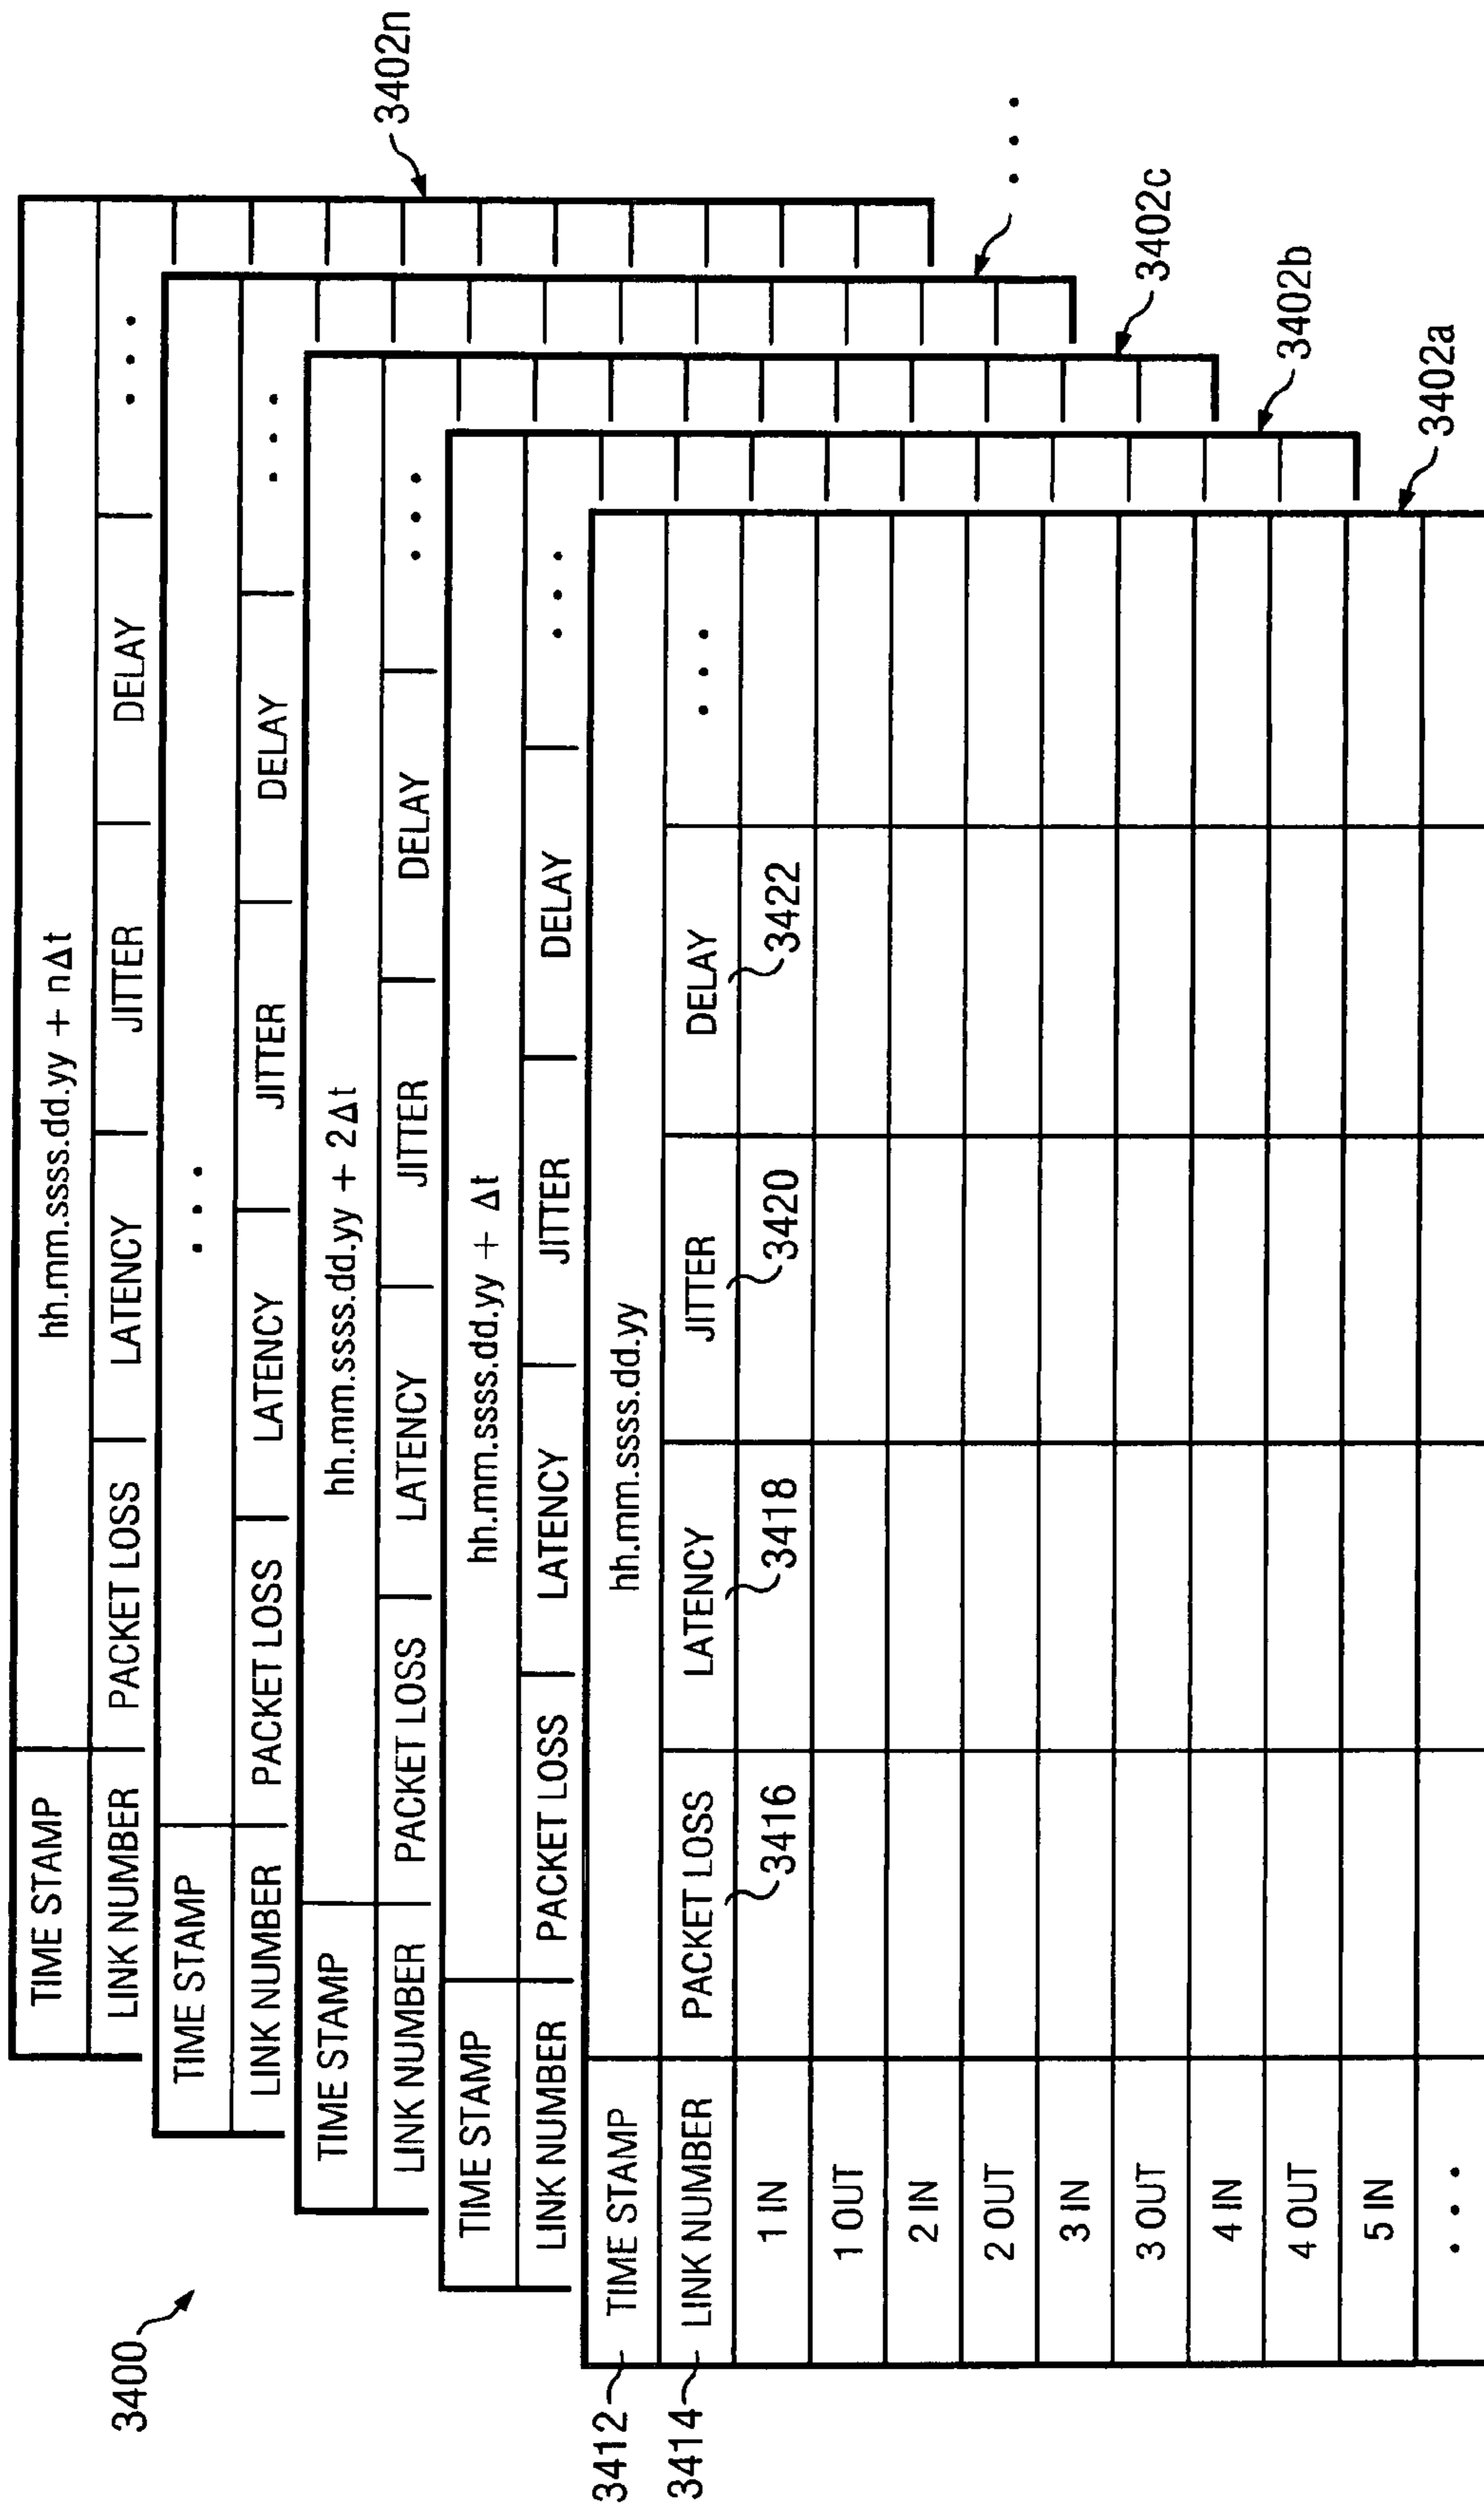 3400
3402n
TIME STAMP hh.mm.ssss.dd.yy + nΔt
LINK NUMBER PACKET LOSS LATENCY JITTER DELAY • • •
• • •
TIME STAMP • • •
LINK NUMBER PACKET LOSS LATENCY JITTER DELAY • • •
3402c
TIME STAMP hh.mm.ssss.dd.yy + 2Δt
LINK NUMBER PACKET LOSS LATENCY JITTER DELAY • • •
3402b
TIME STAMP hh.mm.ssss.dd.yy + Δt
LINK NUMBER PACKET LOSS LATENCY JITTER DELAY • • •
3402a
3412 TIME STAMP hh.mm.ssss.dd.yy
3414 LINK NUMBER PACKET LOSS LATENCY JITTER DELAY • • •
1 IN 3416 3418 3420 3422
1 OUT
2 IN
2 OUT
3 IN
3 OUT
4 IN
4 OUT
5 IN
• • •